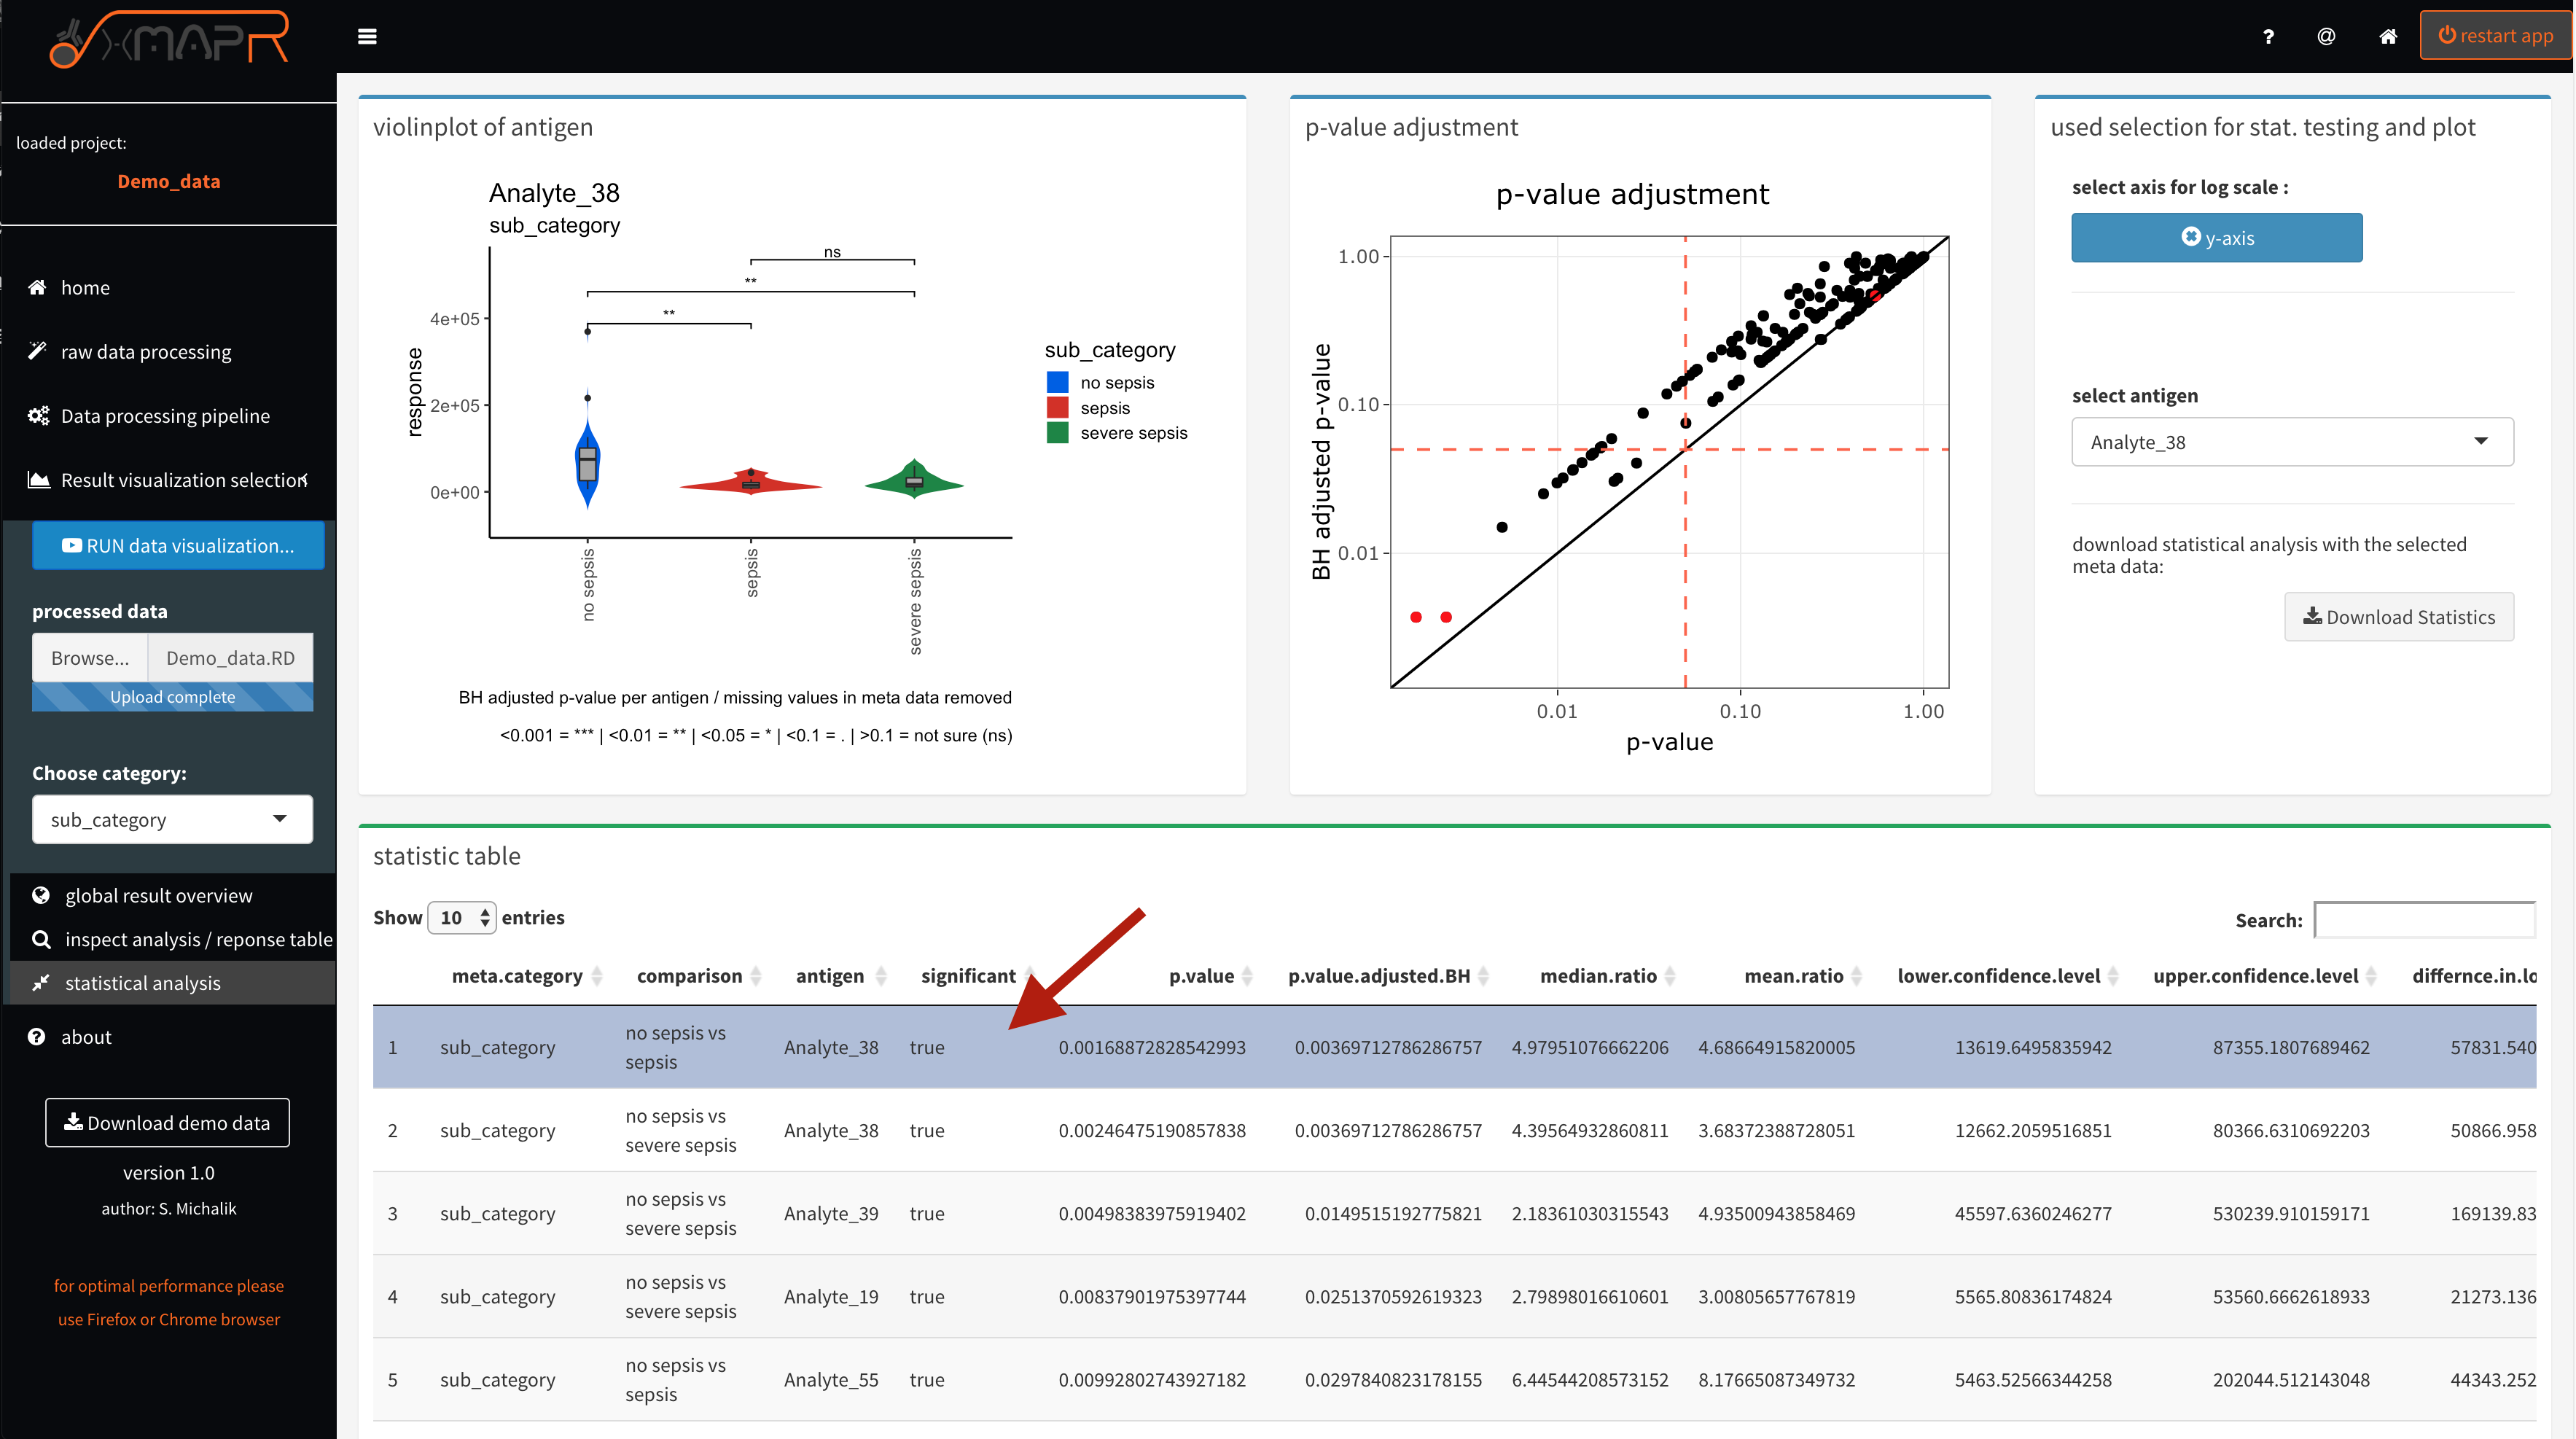 xMAPR
restart app
loaded project:
Demo_data
home
raw data processing
Data processing pipeline
Result visualization selection
RUN data visualization...
processed data
Browse... Demo_data.RD
Upload complete
Choose category:
sub_category
global result overview
inspect analysis / reponse table
statistical analysis
about
Download demo data
version 1.0
author: S. Michalik
for optimal performance please
use Firefox or Chrome browser
violinplot of antigen
Analyte_38
sub_category
ns
**
**
4e+05
2e+05
0e+00
response
no sepsis
sepsis
severe sepsis
sub_category
no sepsis
sepsis
severe sepsis
BH adjusted p-value per antigen / missing values in meta data removed
<0.001 = *** | <0.01 = ** | <0.05 = * | <0.1 = . | >0.1 = not sure (ns)
p-value adjustment
p-value adjustment
1.00
0.10
0.01
BH adjusted p-value
0.01 0.10 1.00
p-value
used selection for stat. testing and plot
select axis for log scale :
y-axis
select antigen
Analyte_38
download statistical analysis with the selected
meta data:
Download Statistics
statistic table
Show 10 entries
Search:
meta.category comparison antigen significant p.value p.value.adjusted.BH median.ratio mean.ratio lower.confidence.level upper.confidence.level differnce.in.lo
1 sub_category no sepsis vs sepsis Analyte_38 true 0.00168872828542993 0.00369712786286757 4.97951076662206 4.68664915820005 13619.6495835942 87355.1807689462 57831.540
2 sub_category no sepsis vs severe sepsis Analyte_38 true 0.00246475190857838 0.00369712786286757 4.39564932860811 3.68372388728051 12662.2059516851 80366.6310692203 50866.958
3 sub_category no sepsis vs severe sepsis Analyte_39 true 0.00498383975919402 0.0149515192775821 2.18361030315543 4.93500943858469 45597.6360246277 530239.910159171 169139.83
4 sub_category no sepsis vs severe sepsis Analyte_19 true 0.00837901975397744 0.0251370592619323 2.79898016610601 3.00805657767819 5565.80836174824 53560.6662618933 21273.136
5 sub_category no sepsis vs sepsis Analyte_55 true 0.00992802743927182 0.0297840823178155 6.44544208573152 8.17665087349732 5463.52566344258 202044.512143048 44343.252